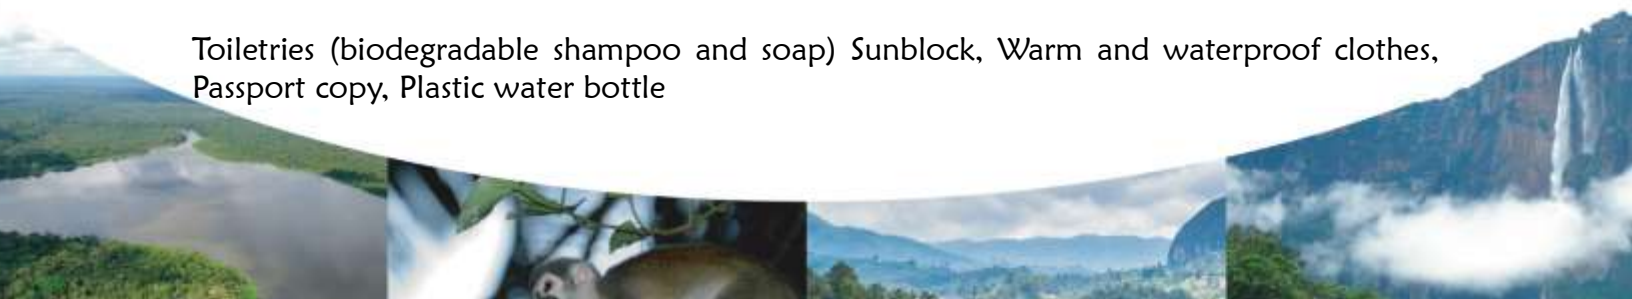 Toiletries (biodegradable shampoo and soap) Sunblock, Warm and waterproof clothes,
Passport copy, Plastic water bottle